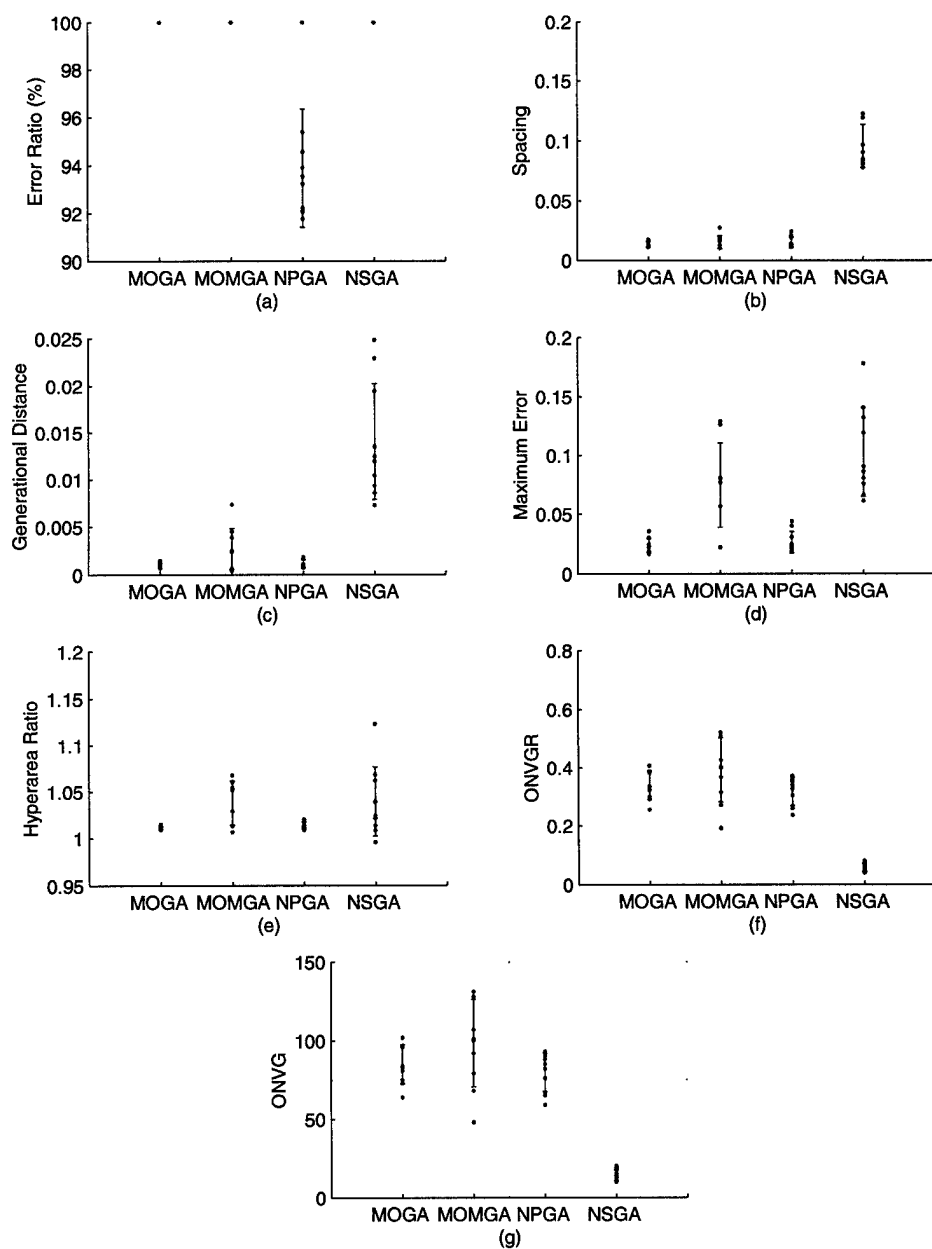 Error Ratio (%)
100
98
96
94
92
90
MOGA MOMGA NPGA NSGA
(a)
Spacing
0.2
0.15
0.1
0.05
0
MOGA MOMGA NPGA NSGA
(b)
Generational Distance
0.025
0.02
0.015
0.01
0.005
0
MOGA MOMGA NPGA NSGA
(c)
Maximum Error
0.2
0.15
0.1
0.05
0
MOGA MOMGA NPGA NSGA
(d)
Hyperarea Ratio
1.2
1.15
1.1
1.05
1
0.95
MOGA MOMGA NPGA NSGA
(e)
ONVGR
0.8
0.6
0.4
0.2
0
MOGA MOMGA NPGA NSGA
(f)
ONVG
150
100
50
0
MOGA MOMGA NPGA NSGA
(g)